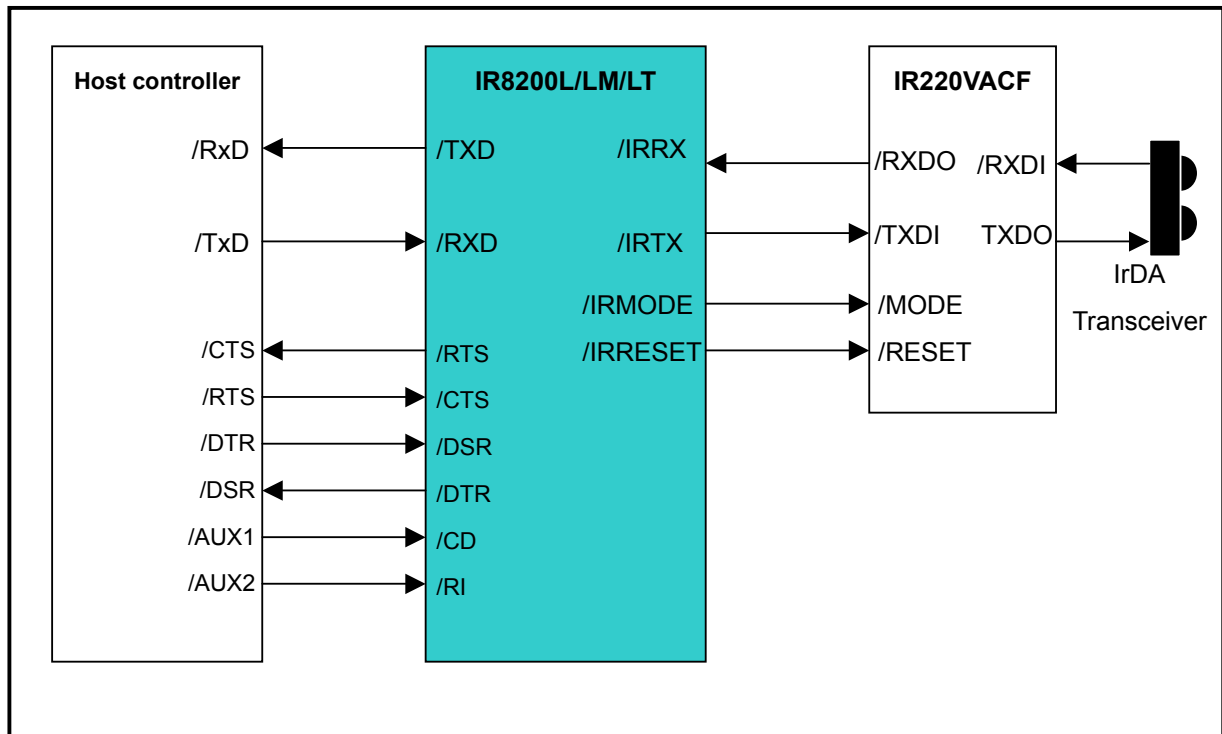 Host controller
IR8200L/LM/LT
IR220VACF
/RxD
/TXD
/IRRX
/RXDO
/RXDI
/TxD
/RXD
/IRTX
/TXDI
TXDO
IrDA
Transceiver
/IRMODE
/MODE
/CTS
/RTS
/IRRESET
/RESET
/RTS
/CTS
/DTR
/DSR
/DSR
/DTR
/AUX1
/CD
/AUX2
/RI